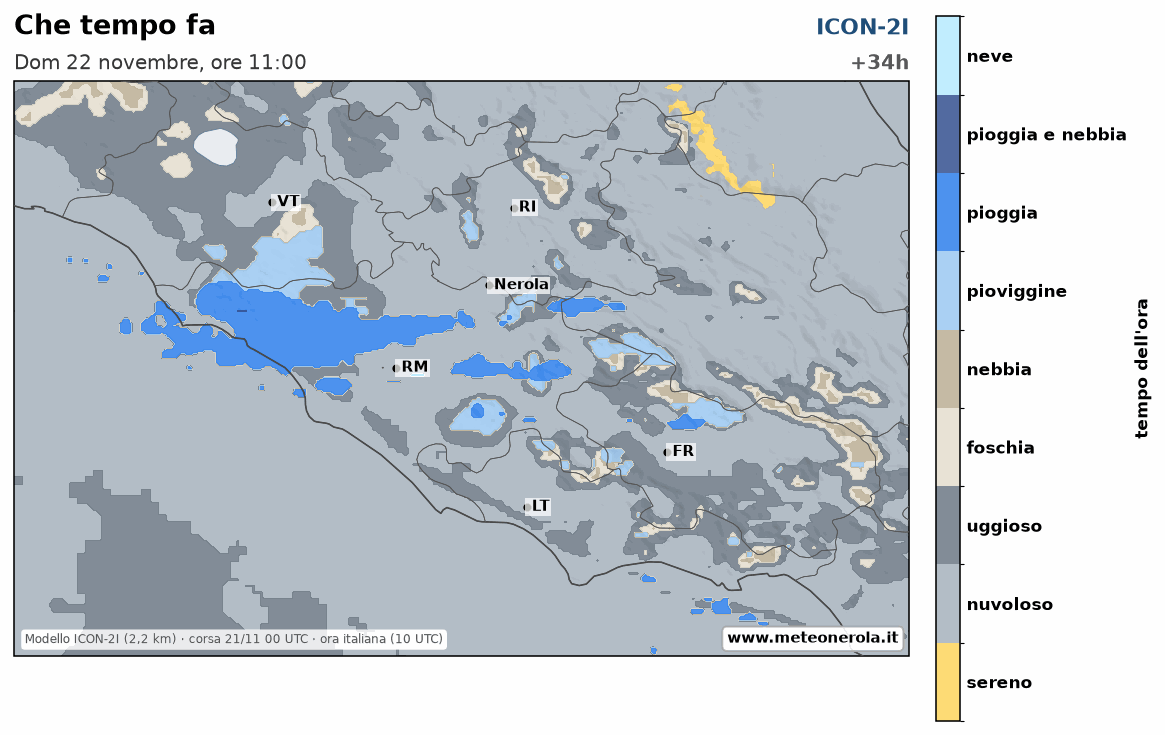 Che tempo fa
ICON-2I
Dom 22 novembre, ore 11:00
+34h
neve
pioggia e nebbia
pioggia
pioviggine
nebbia
foschia
uggioso
nuvoloso
sereno
tempo dell'ora
VT
RI
Nerola
RM
FR
LT
Modello ICON-2I (2,2 km) · corsa 21/11 00 UTC · ora italiana (10 UTC)
www.meteonerola.it